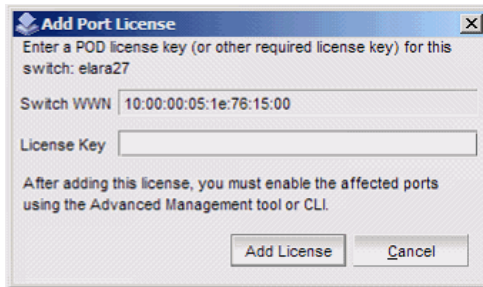 Add Port License
Enter a POD license key (or other required license key) for this
switch: elara27
Switch WWN 10:00:00:05:1e:76:15:00
License Key
After adding this license, you must enable the affected ports
using the Advanced Management tool or CLI.
Add License Cancel